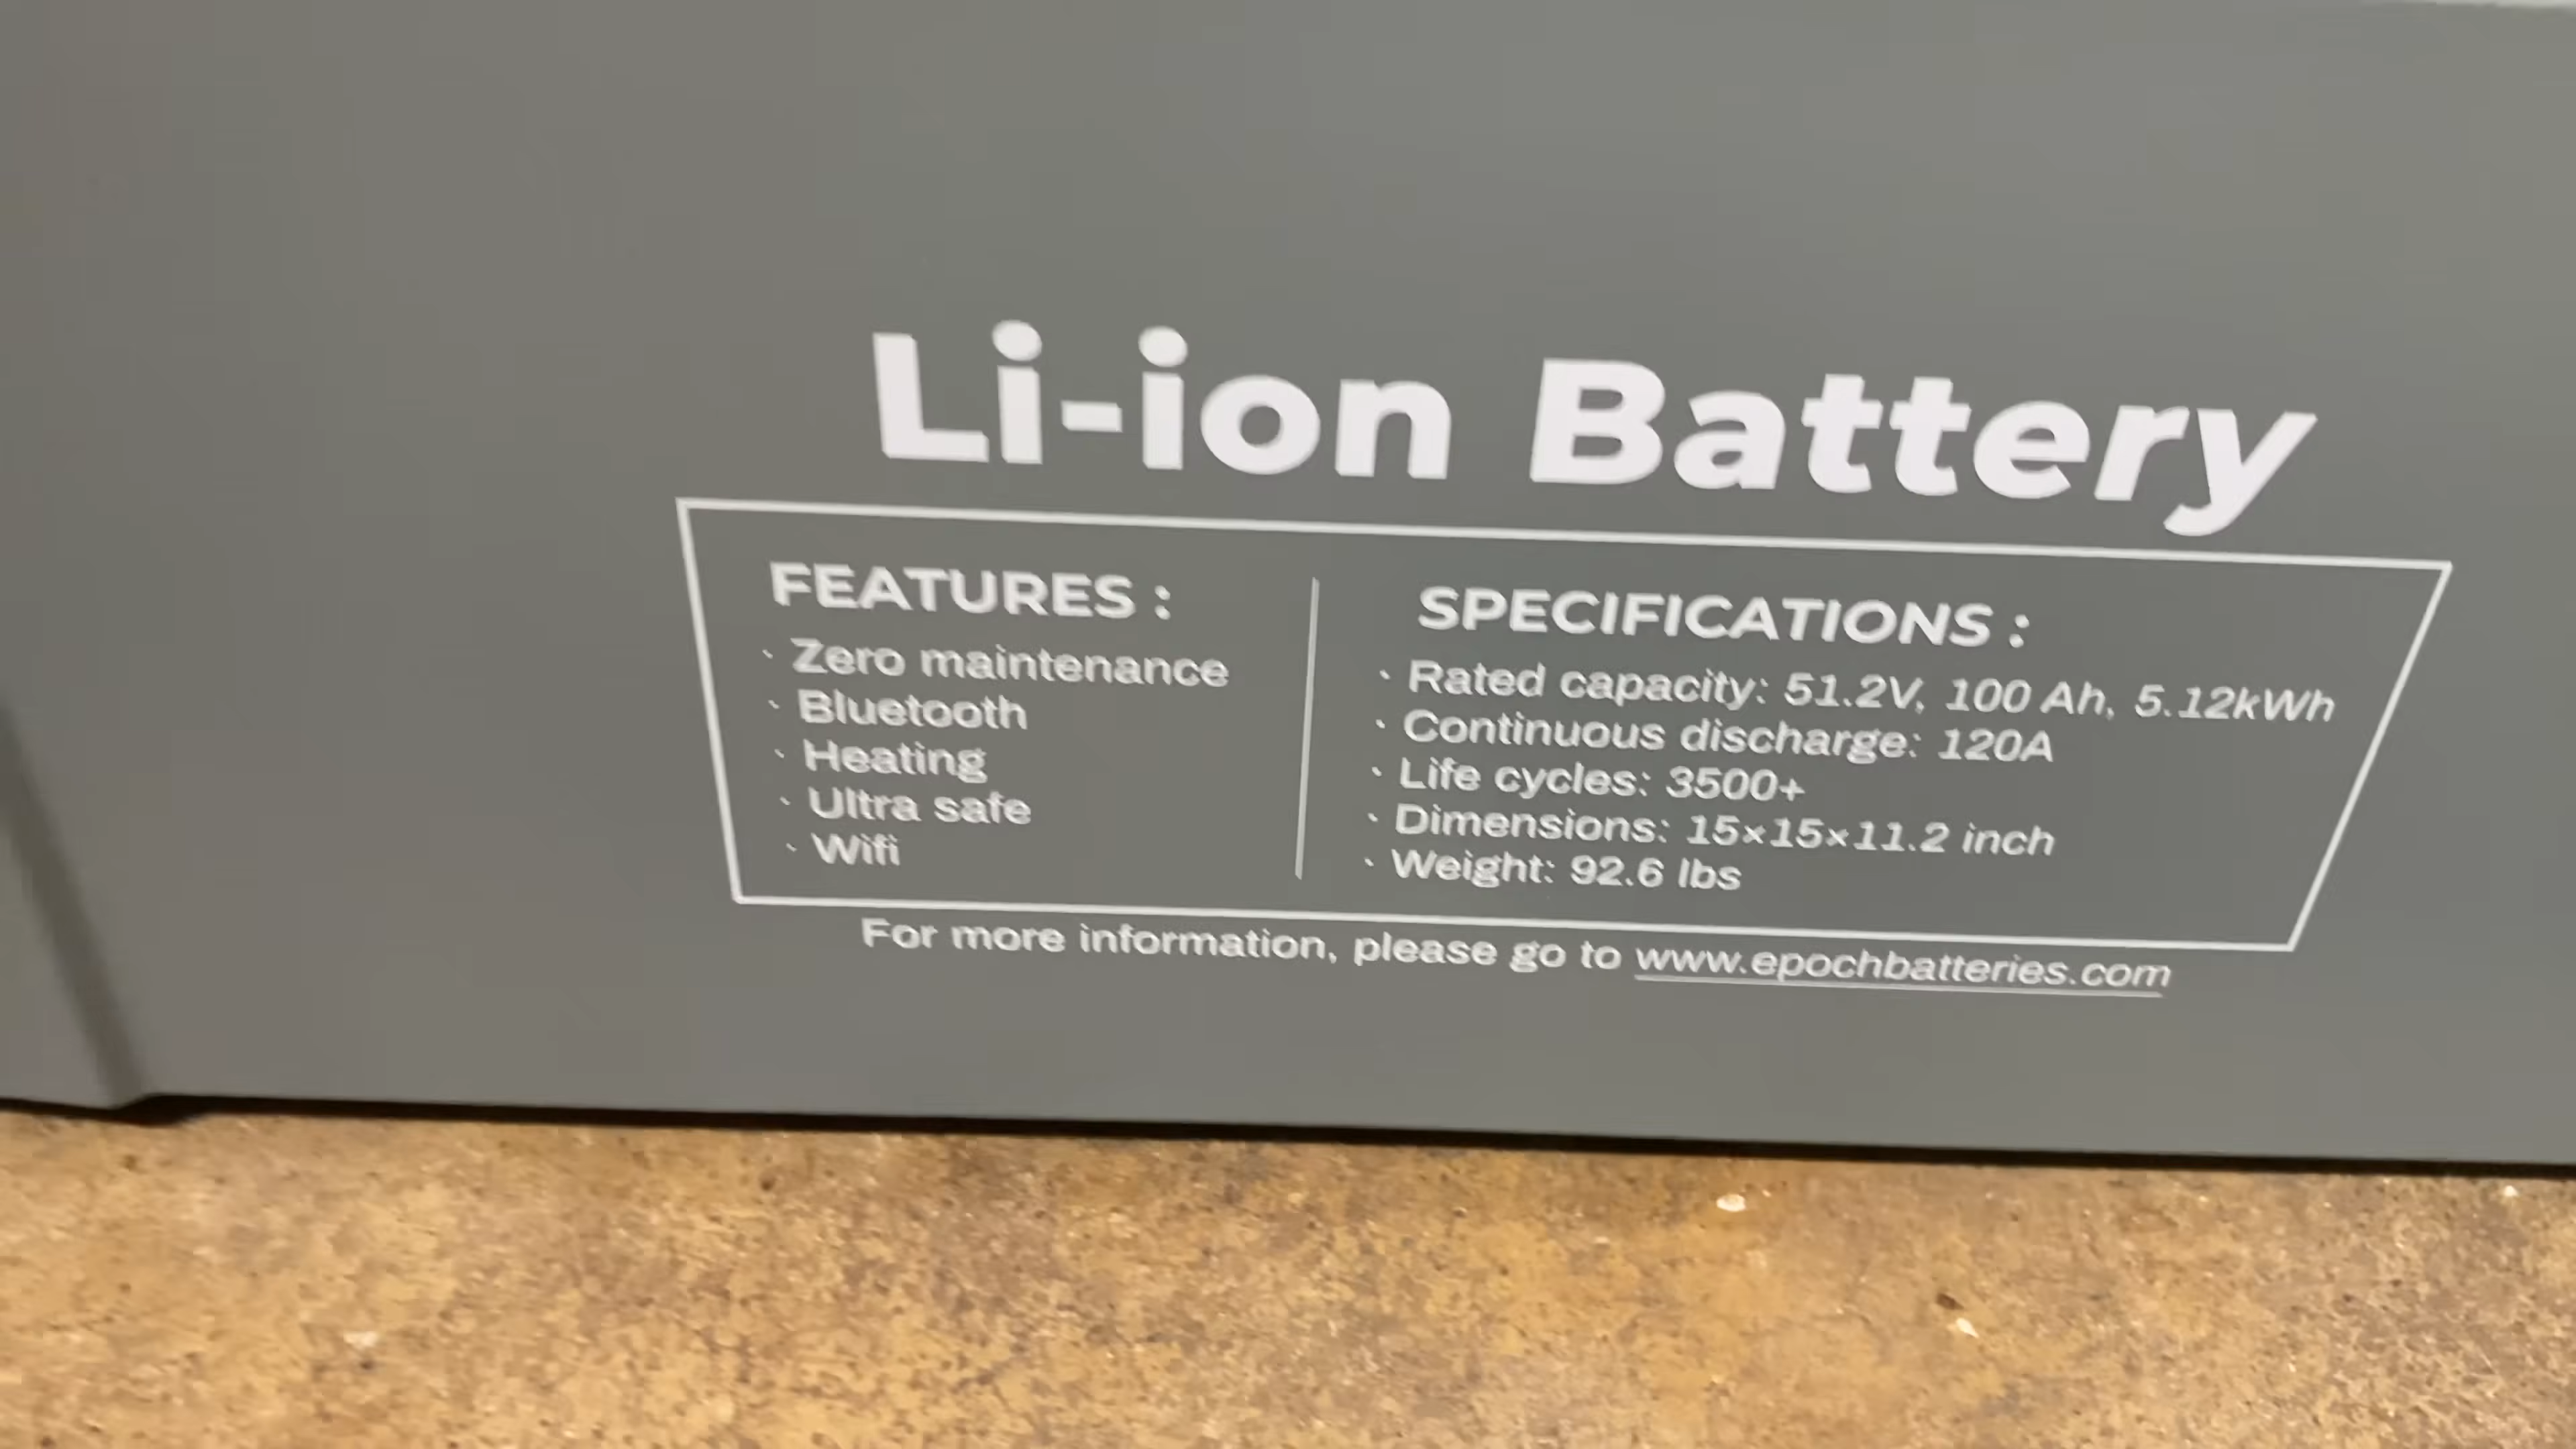 Li-ion Battery
FEATURES :
· Zero maintenance
· Bluetooth
· Heating
· Ultra safe
· Wifi
SPECIFICATIONS :
· Rated capacity: 51.2V, 100 Ah, 5.12kWh
· Continuous discharge: 120A
· Life cycles: 3500+
· Dimensions: 15×15×11.2 inch
· Weight: 92.6 lbs
For more information, please go to www.epochbatteries.com